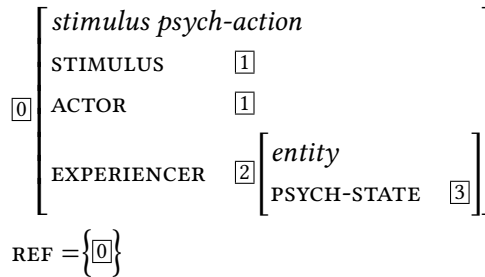 stimulus psych-action
STIMULUS 1
ACTOR 1
0
EXPERIENCER 2 entity
PSYCH-STATE 3
REF ={0}